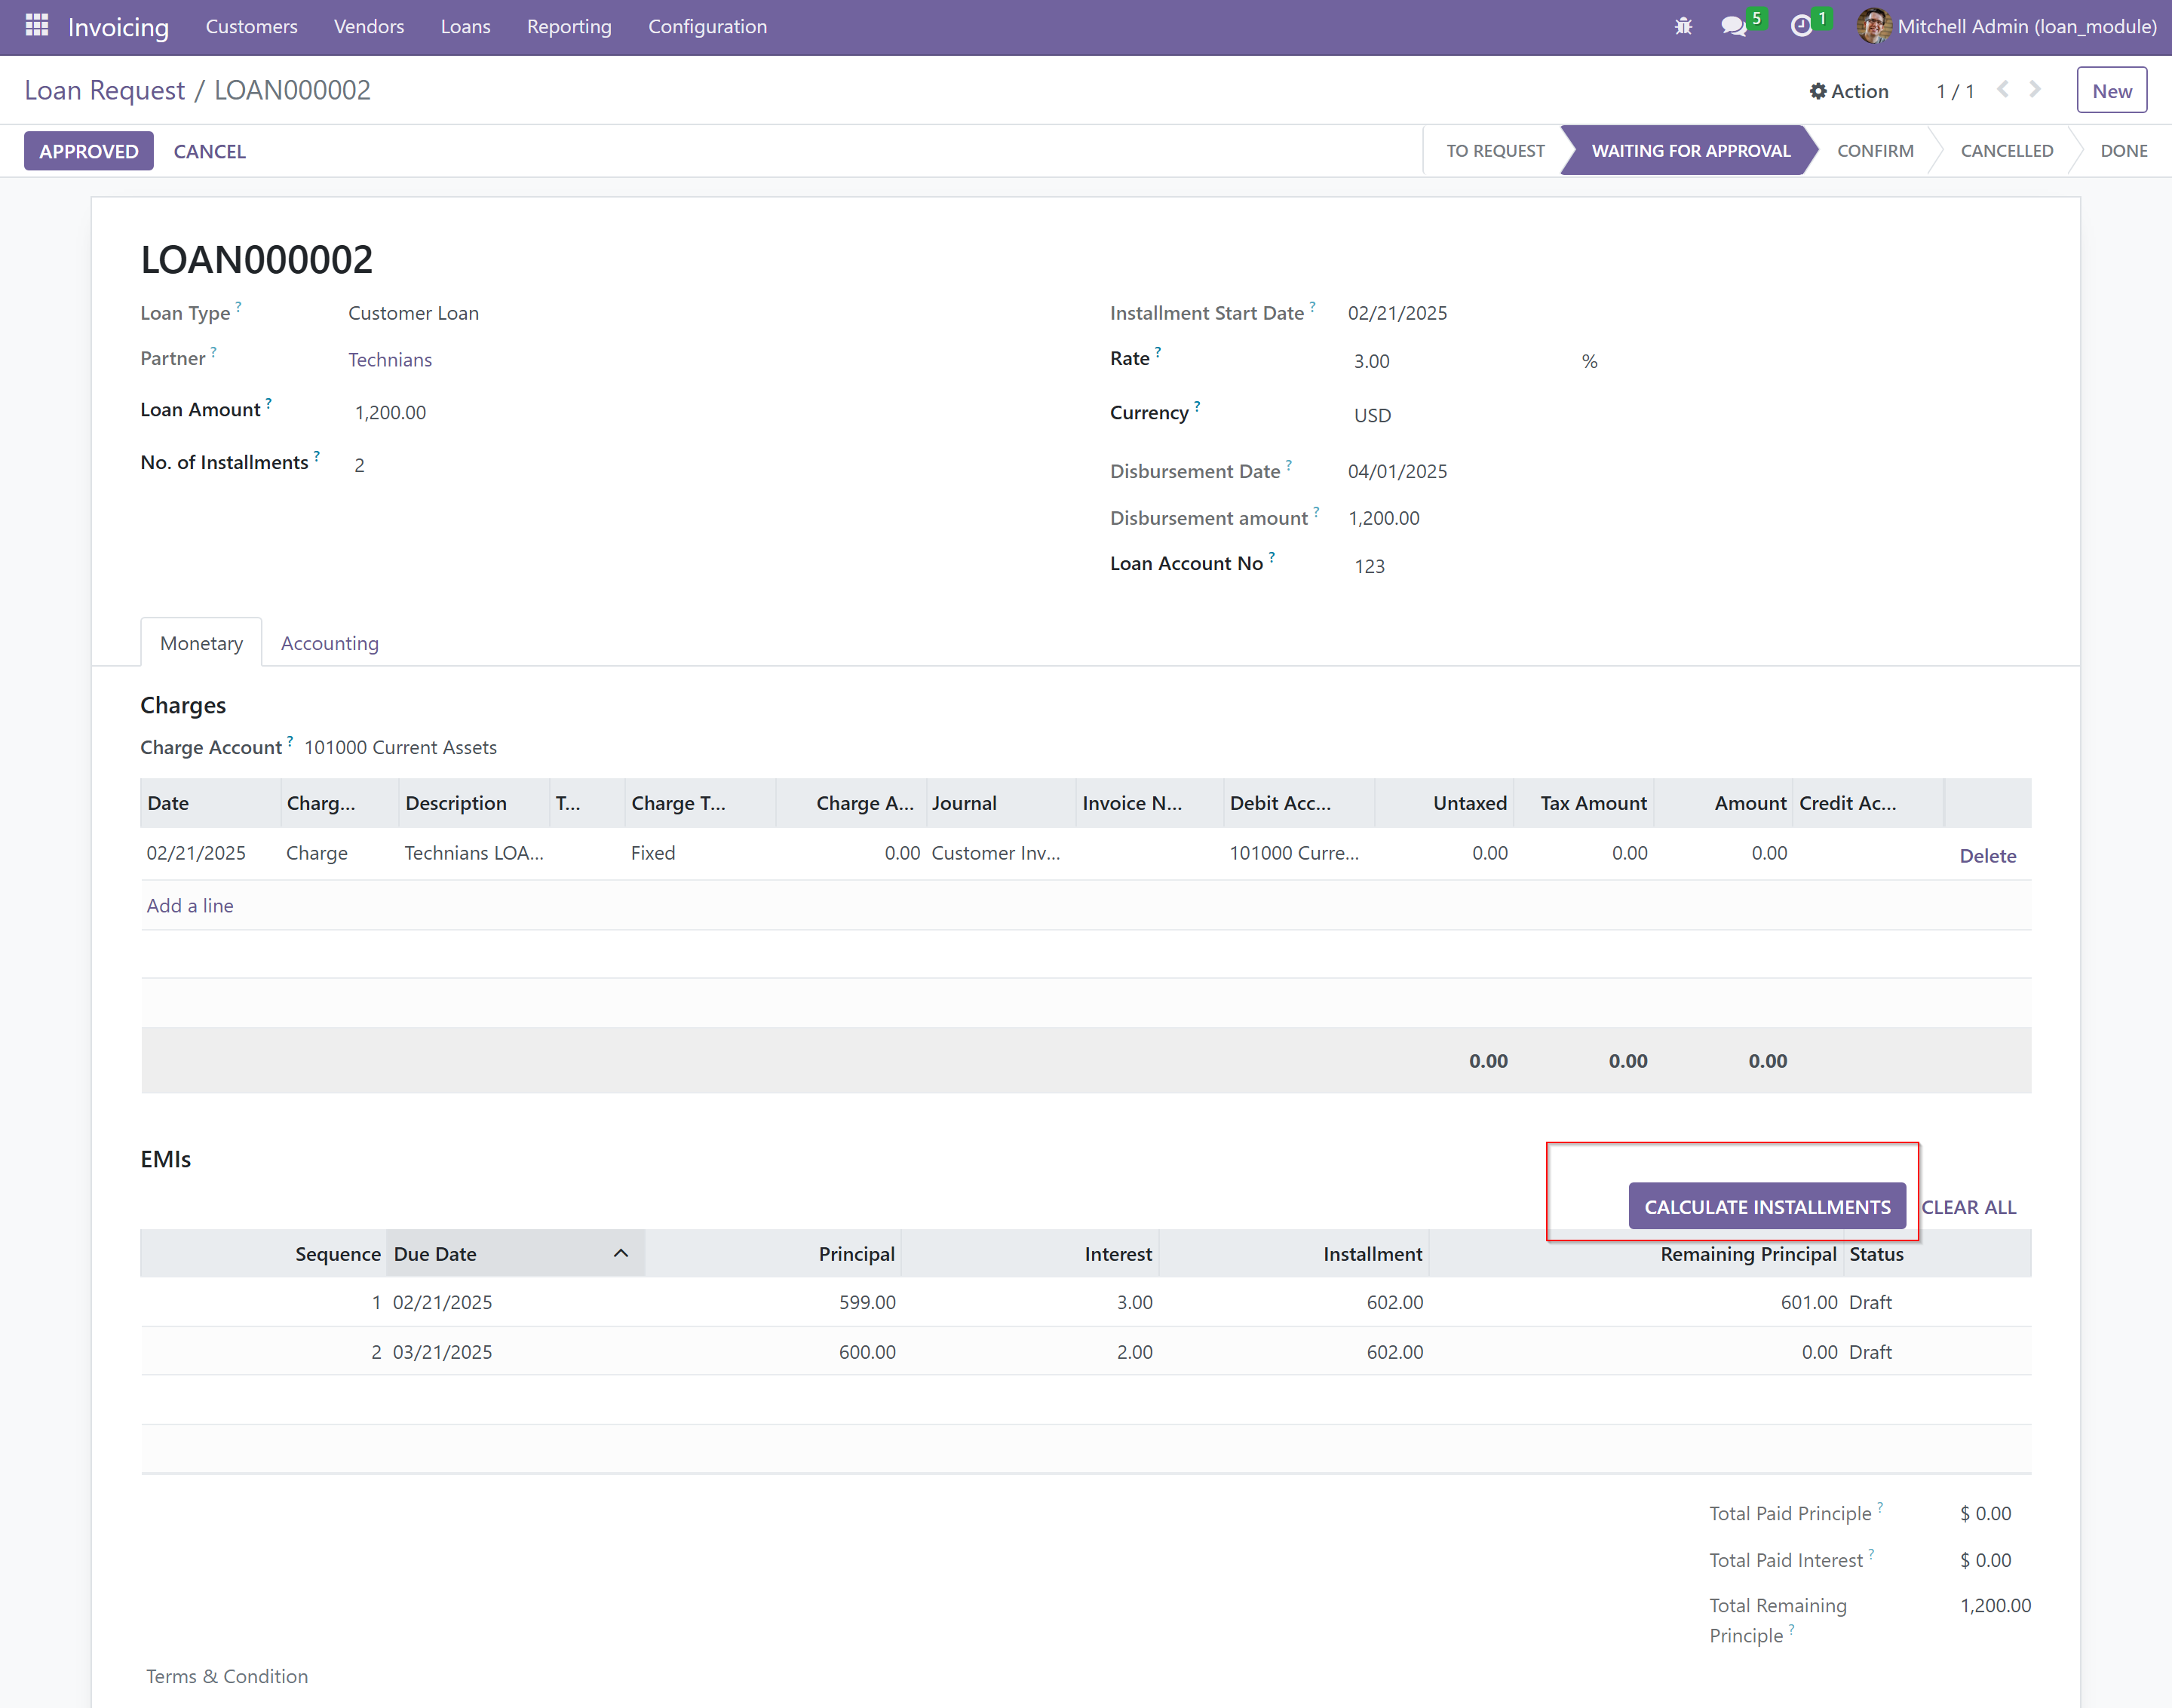 Invoicing Customers Vendors Loans Reporting Configuration 5 1 Mitchell Admin (loan_module)
Loan Request / LOAN000002 Action 1 / 1 New
APPROVED CANCEL TO REQUEST WAITING FOR APPROVAL CONFIRM CANCELLED DONE
LOAN000002
Loan Type ? Customer Loan Installment Start Date ? 02/21/2025
Partner ? Technians Rate ? 3.00 %
Loan Amount ? 1,200.00 Currency ? USD
No. of Installments ? 2 Disbursement Date ? 04/01/2025
Disbursement amount ? 1,200.00
Loan Account No ? 123
Monetary Accounting
Charges
Charge Account ? 101000 Current Assets
Date Charg... Description T... Charge T... Charge A... Journal Invoice N... Debit Acc... Untaxed Tax Amount Amount Credit Ac...
02/21/2025 Charge Technians LOA... Fixed 0.00 Customer Inv... 101000 Curre... 0.00 0.00 0.00 Delete
Add a line
0.00 0.00 0.00
EMIs
CALCULATE INSTALLMENTS CLEAR ALL
Sequence Due Date Principal Interest Installment Remaining Principal Status
1 02/21/2025 599.00 3.00 602.00 601.00 Draft
2 03/21/2025 600.00 2.00 602.00 0.00 Draft
Total Paid Principle ? $ 0.00
Total Paid Interest ? $ 0.00
Total Remaining 1,200.00
Principle ?
Terms & Condition